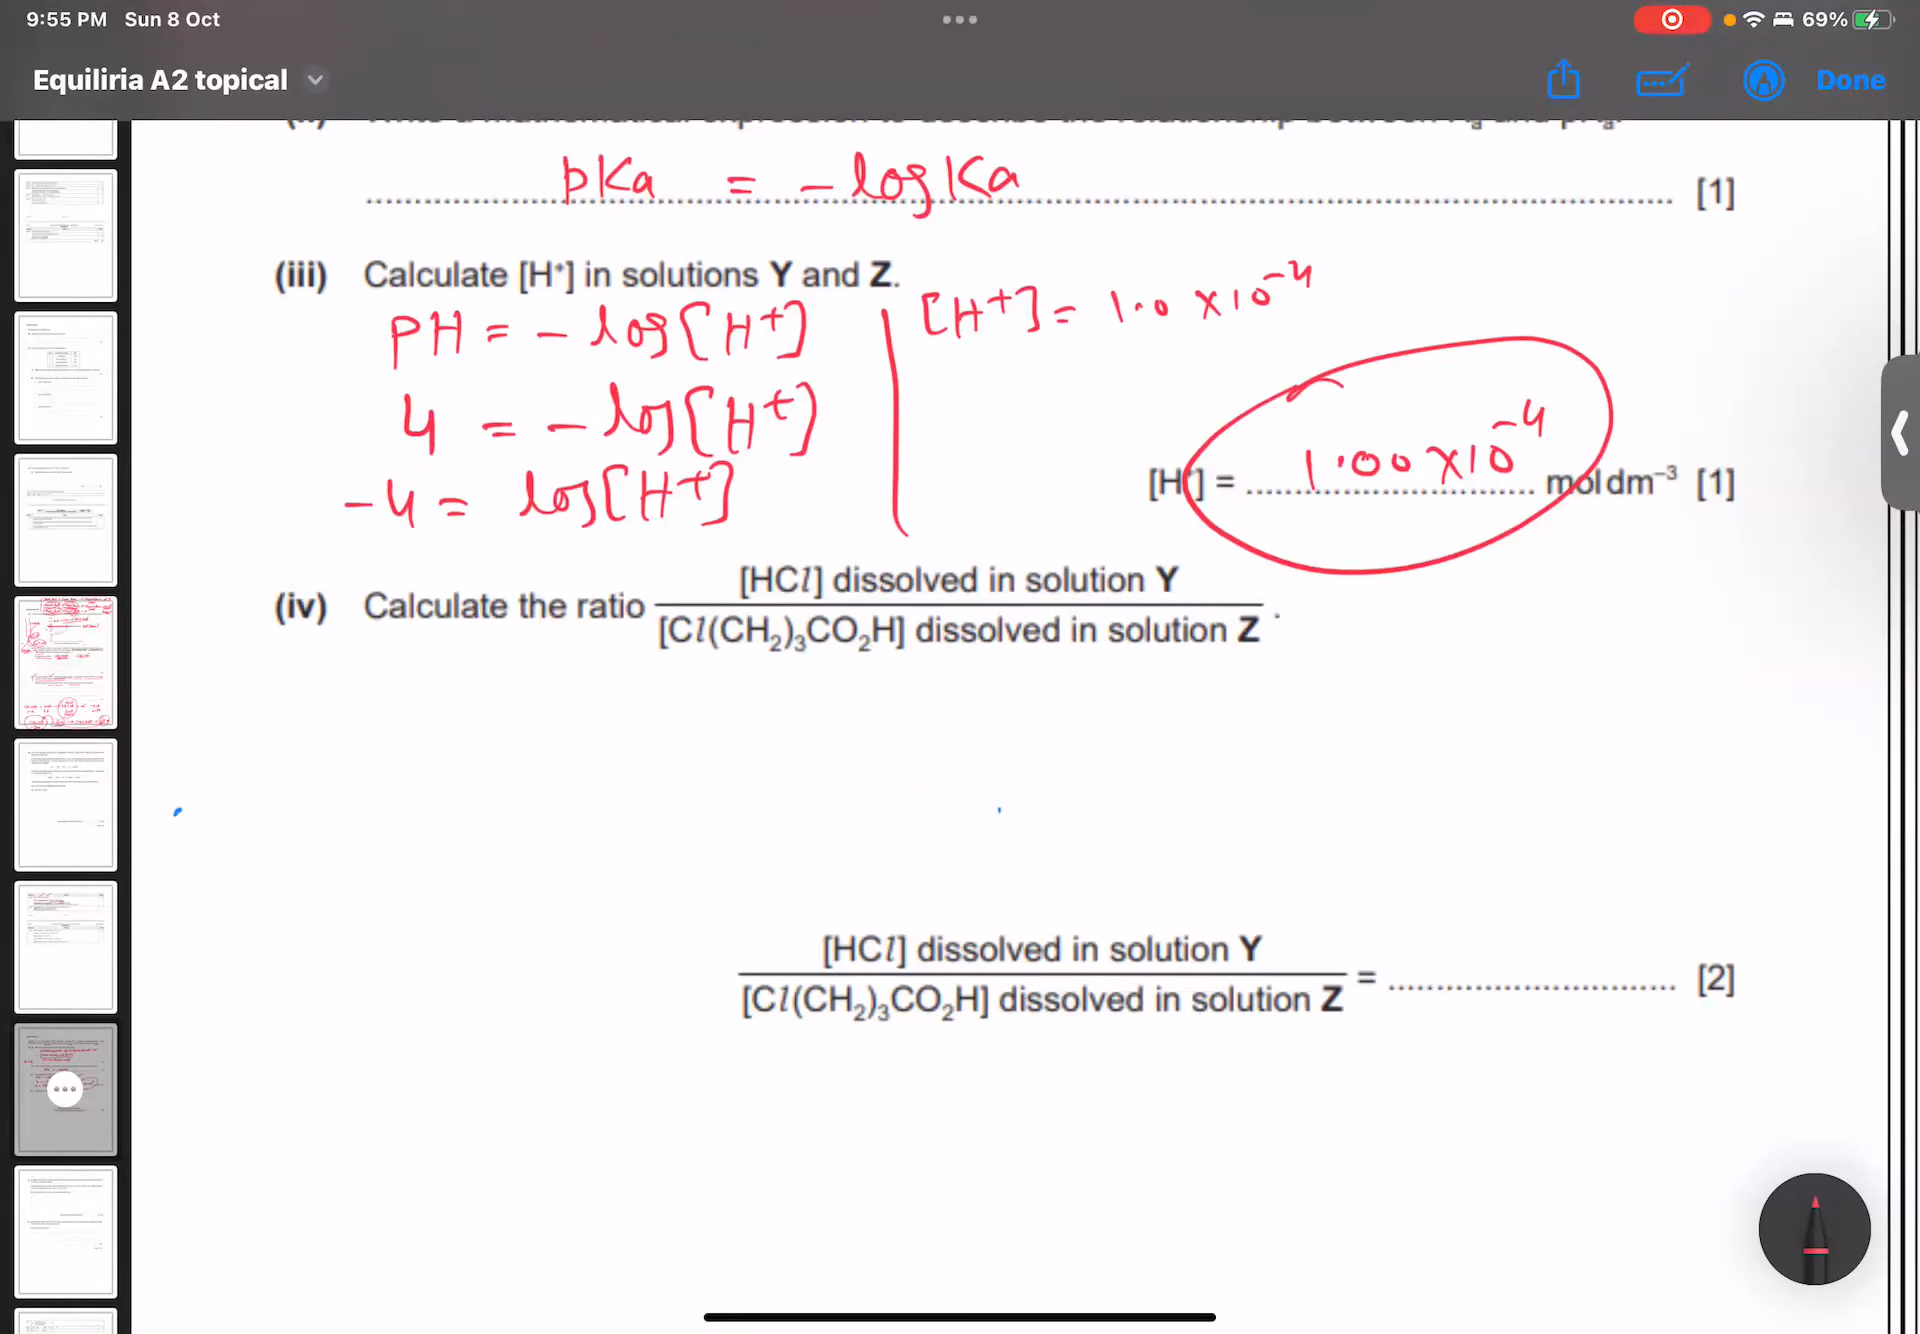 9:55 PM Sun 8 Oct
69%
Equiliria A2 topical
Done
pKa = - log Ka [1]
(iii) Calculate [H⁺] in solutions Y and Z.
PH = - log [H+]
4 = - log [H+]
-4 = log [H+]
[H+] = 1.0 x10⁻⁴
[H⁺] = 1.00 x10⁻⁴ mol dm⁻³ [1]
(iv) Calculate the ratio [HCl] dissolved in solution Y
[Cl(CH₂)₃CO₂H] dissolved in solution Z .
[HCl] dissolved in solution Y
[Cl(CH₂)₃CO₂H] dissolved in solution Z = .............................. [2]